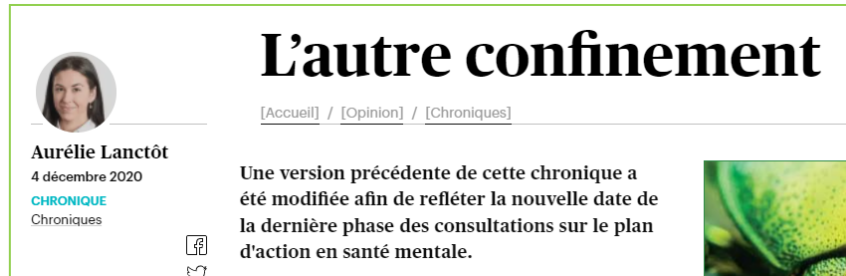 L’autre confinement
[Accueil] / [Opinion] / [Chroniques]
Aurélie Lanctôt
4 décembre 2020
CHRONIQUE
Chroniques
Une version précédente de cette chronique a
été modifiée afin de refléter la nouvelle date de
la dernière phase des consultations sur le plan
d'action en santé mentale.